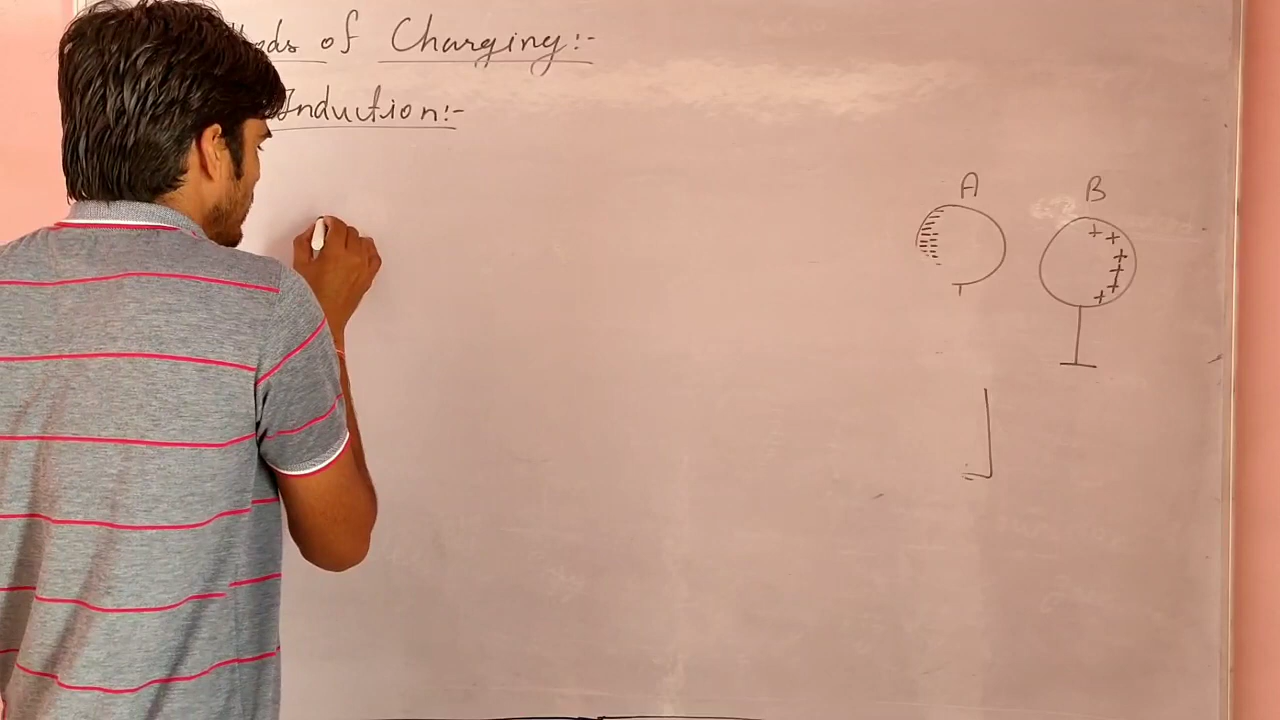 of Charging:-
Induction:-
A B
+ +
+
+
+
+